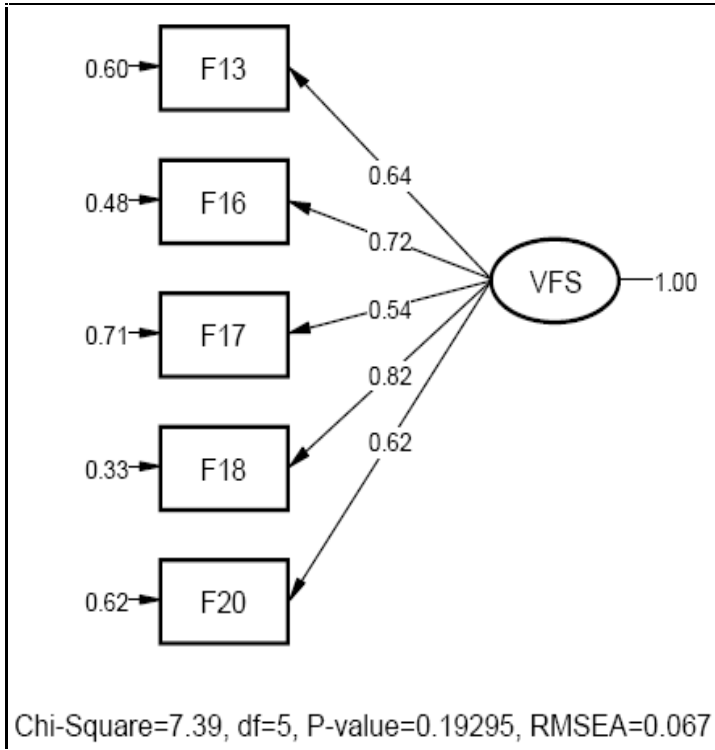 0.60 F13
0.64
0.48 F16
0.72
VFS 1.00
0.54
0.71 F17
0.82
0.33 F18
0.62
0.62 F20
Chi-Square=7.39, df=5, P-value=0.19295, RMSEA=0.067